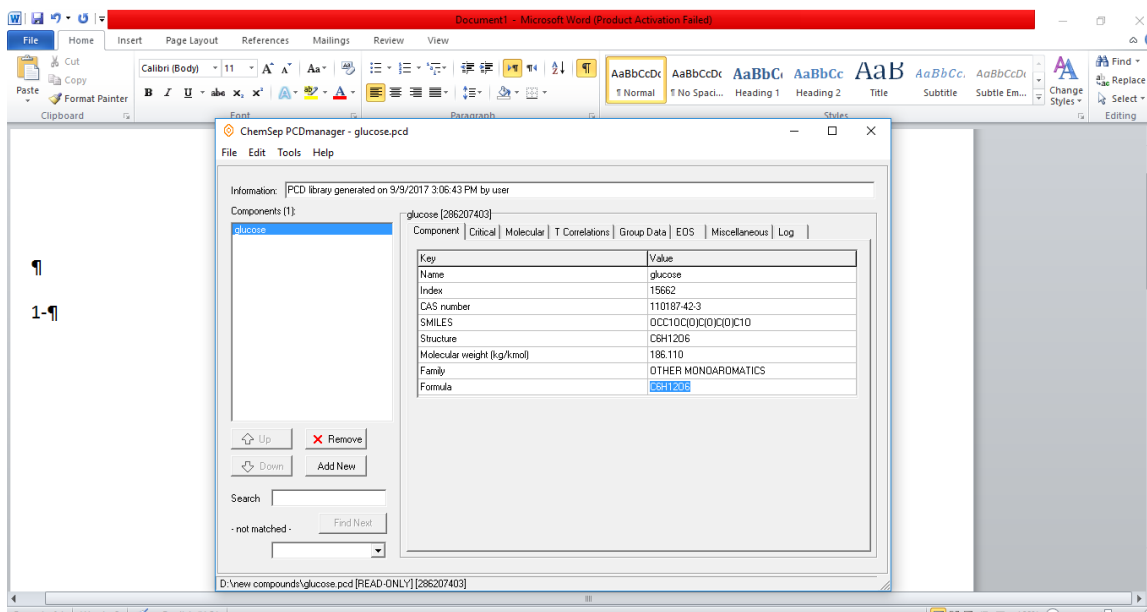 Document1 - Microsoft Word (Product Activation Failed)
File Home Insert Page Layout References Mailings Review View
Cut
Copy
Format Painter
Paste
Clipboard
Calibri (Body) 11
Font
Paragraph
AaBbCcDc AaBbCcDc AaBbC AaBbCc AaB AaBbCc. AaBbCcDc
¶ Normal ¶ No Spaci... Heading 1 Heading 2 Title Subtitle Subtle Em...
Styles
Change Styles
Find
Replace
Select
Editing
¶
1-¶
ChemSep PCDmanager - glucose.pcd
File Edit Tools Help
Information: PCD library generated on 9/9/2017 3:06:43 PM by user
Components (1):
glucose
Up
Remove
Down
Add New
Search
- not matched -
Find Next
glucose [286207403]
Component Critical Molecular T Correlations Group Data EOS Miscellaneous Log
Key Value
Name glucose
Index 15662
CAS number 110187-42-3
SMILES OCC1OC(O)C(O)C(O)C1O
Structure C6H12O6
Molecular weight (kg/kmol) 186.110
Family OTHER MONOAROMATICS
Formula C6H12O6
D:\new compounds\glucose.pcd [READ-ONLY] [286207403]